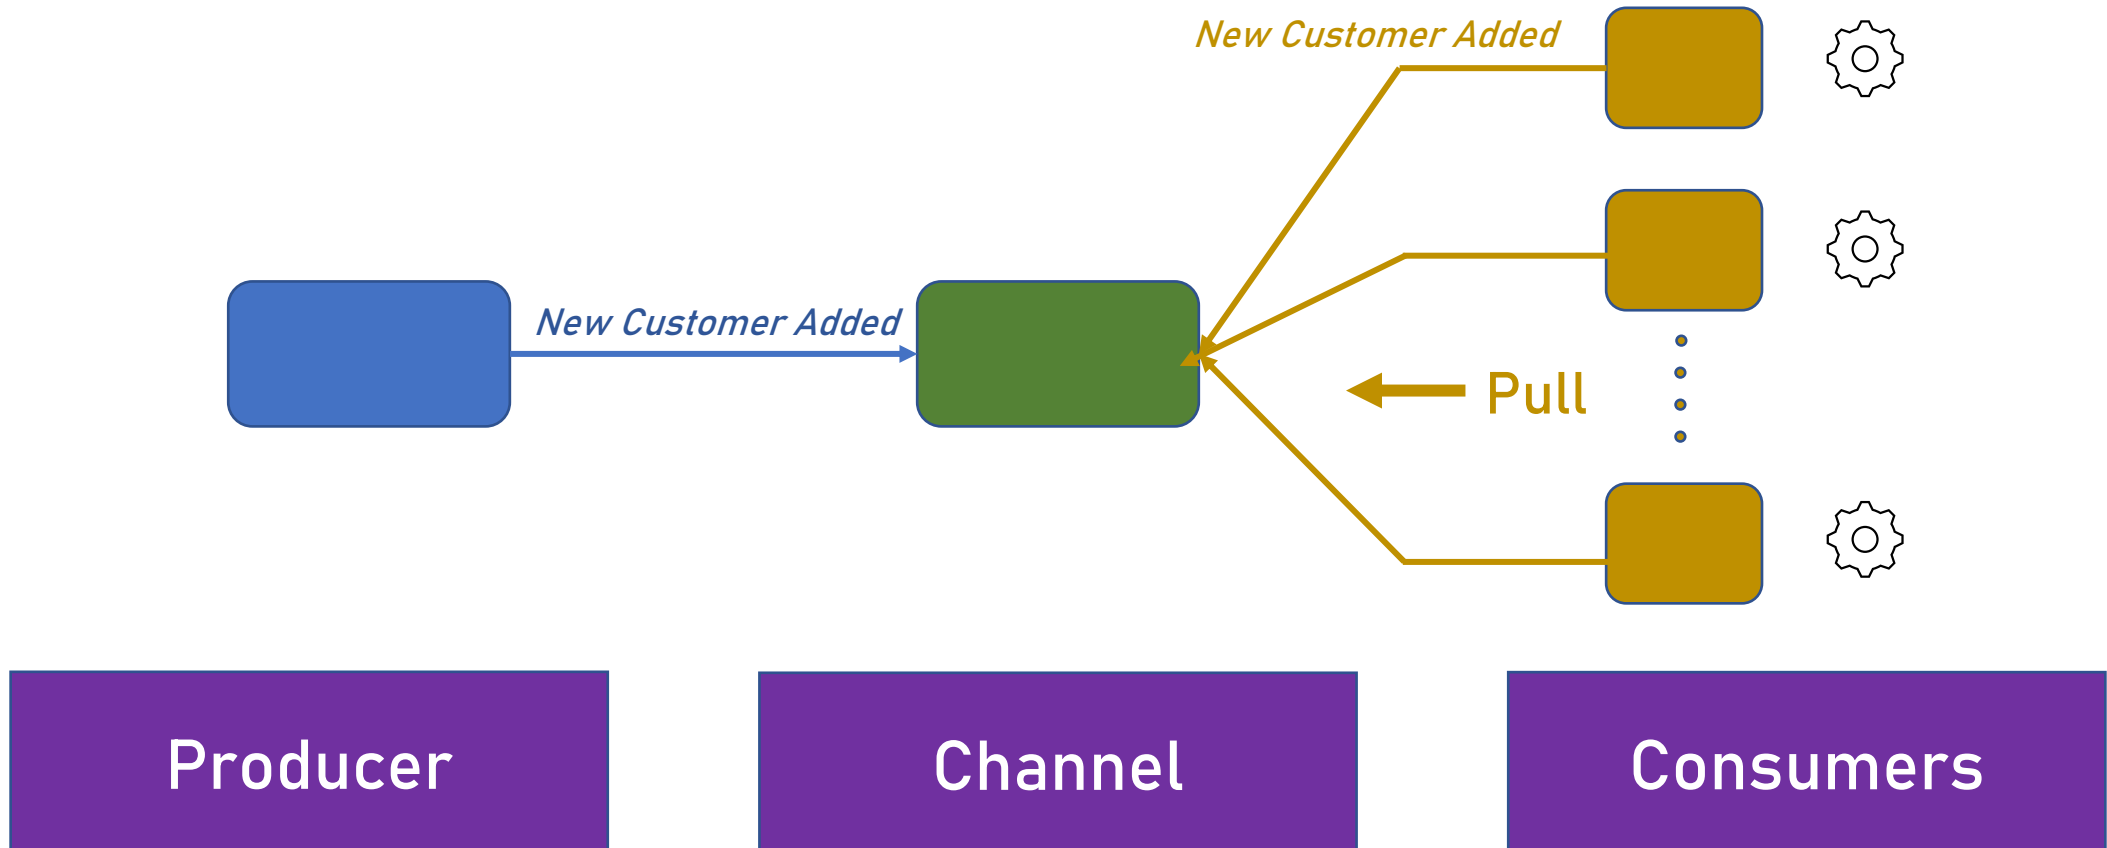 New Customer Added
New Customer Added
Pull
Producer
Channel
Consumers